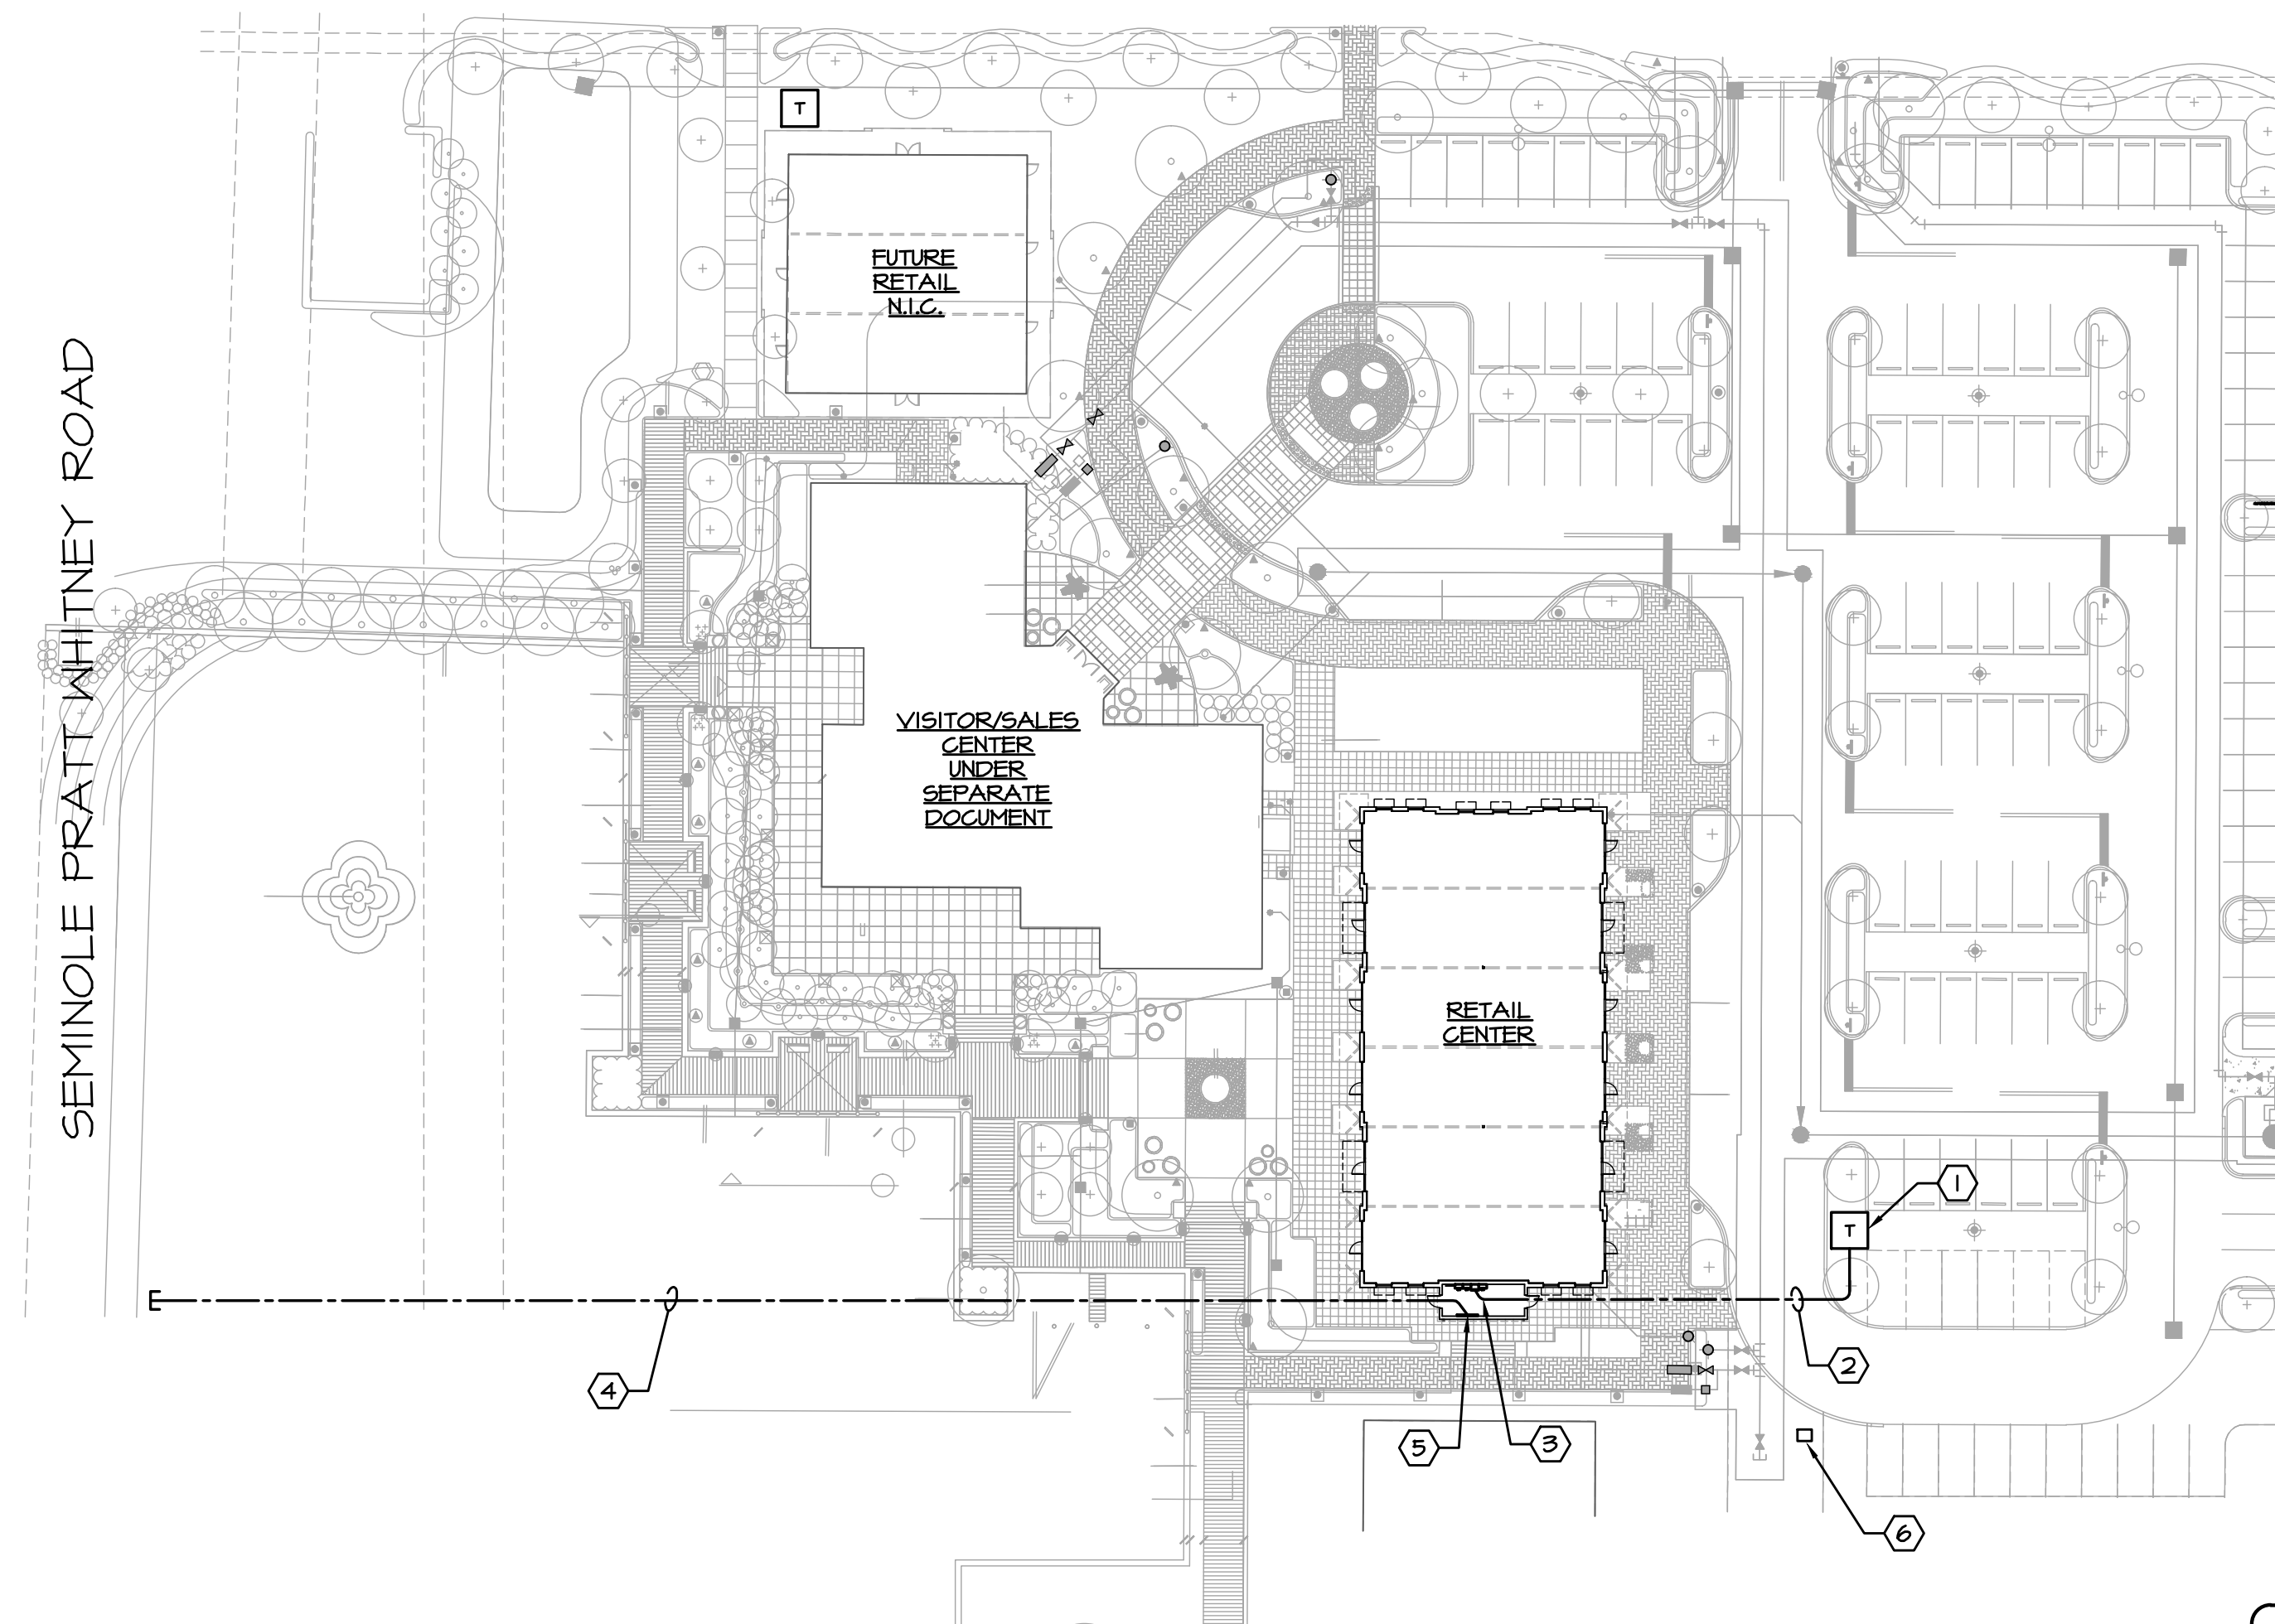 T
FUTURE
RETAIL
N.I.C.
SEMINOLE PRATT WHITNEY ROAD
VISITOR/SALES
CENTER
UNDER
SEPARATE
DOCUMENT
RETAIL
CENTER
1
T
2
4
5
3
6